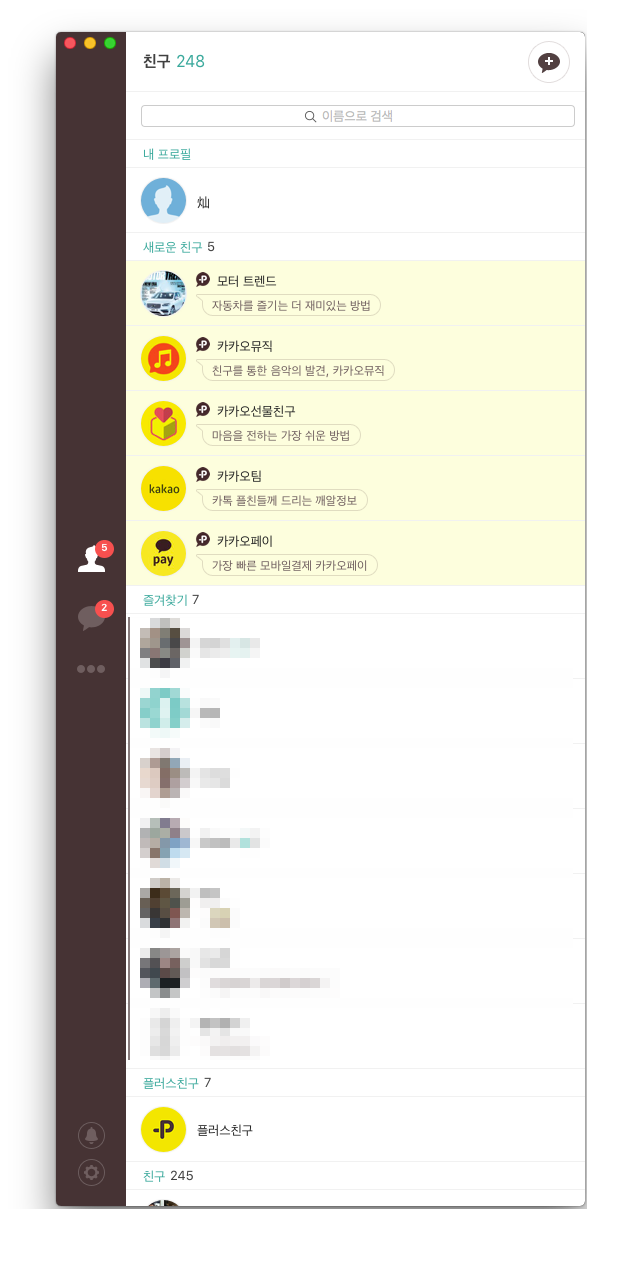 친구 248
이름으로 검색
내 프로필
灿
새로운 친구 5
모터 트렌드
자동차를 즐기는 더 재미있는 방법
카카오뮤직
친구를 통한 음악의 발견, 카카오뮤직
카카오선물친구
마음을 전하는 가장 쉬운 방법
kakao
카카오팀
카톡 플친들께 드리는 깨알정보
pay
카카오페이
가장 빠른 모바일결제 카카오페이
5
2
즐겨찾기 7
플러스친구 7
플러스친구
친구 245